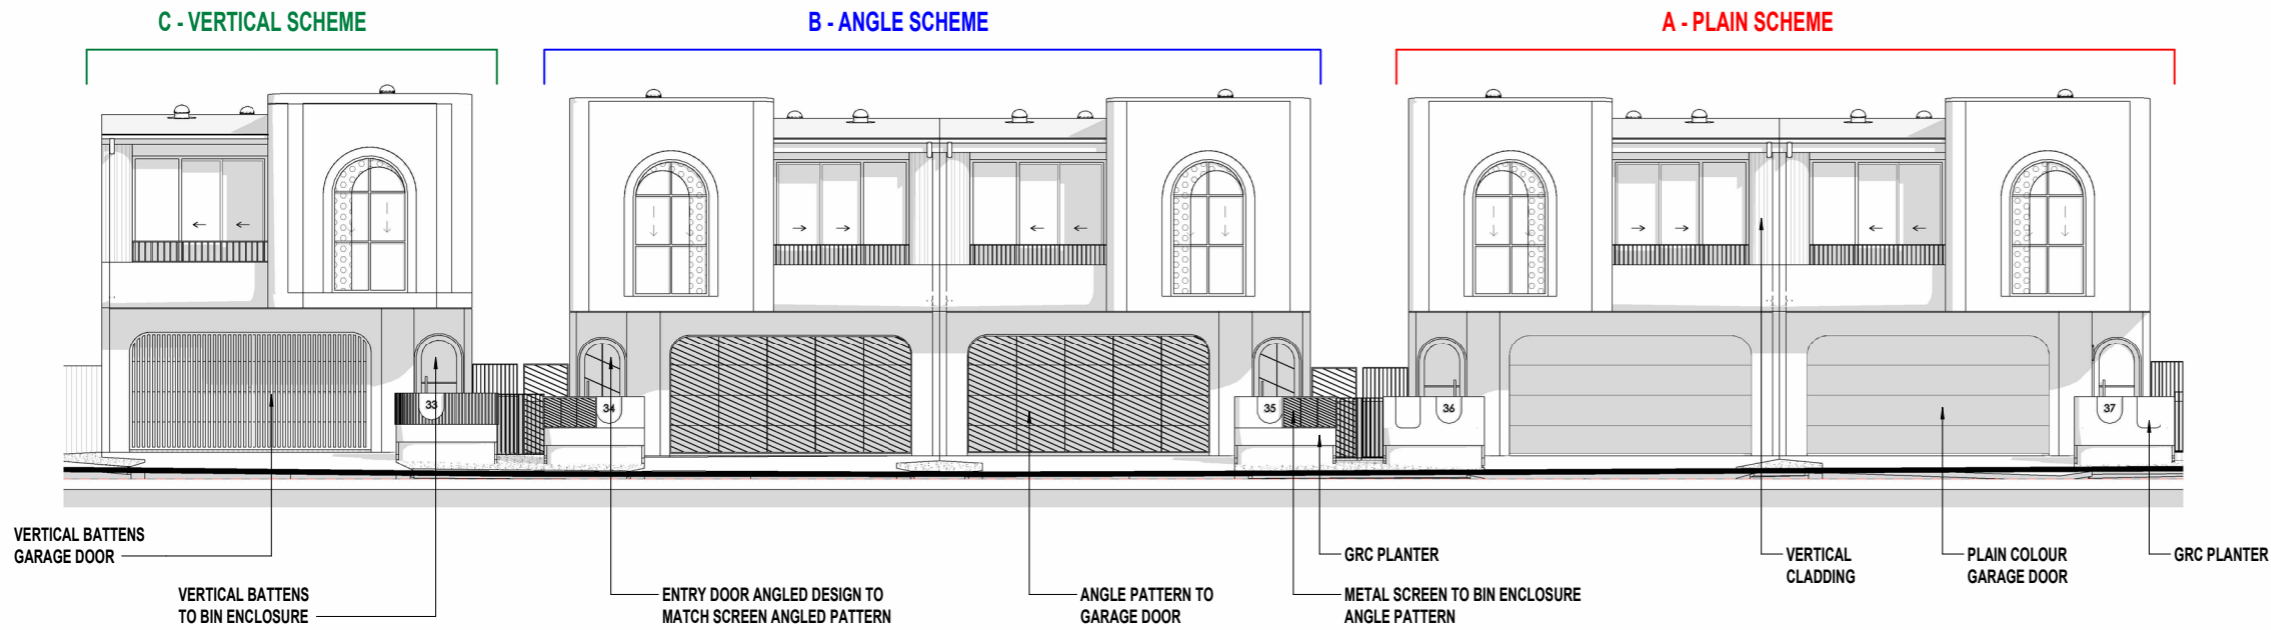 C - VERTICAL SCHEME
B - ANGLE SCHEME
A - PLAIN SCHEME
33
34
35
36
37
VERTICAL BATTENS
GARAGE DOOR
VERTICAL BATTENS
TO BIN ENCLOSURE
ENTRY DOOR ANGLED DESIGN TO
MATCH SCREEN ANGLED PATTERN
ANGLE PATTERN TO
GARAGE DOOR
GRC PLANTER
METAL SCREEN TO BIN ENCLOSURE
ANGLE PATTERN
VERTICAL
CLADDING
PLAIN COLOUR
GARAGE DOOR
GRC PLANTER